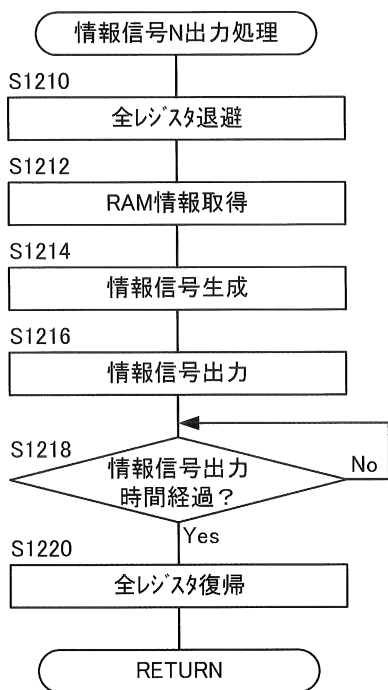 情報信号N出力処理
S1210
全ﾚｼﾞｽﾀ退避
S1212
RAM情報取得
S1214
情報信号生成
S1216
情報信号出力
S1218
情報信号出力
時間経過？
No
Yes
S1220
全ﾚｼﾞｽﾀ復帰
RETURN